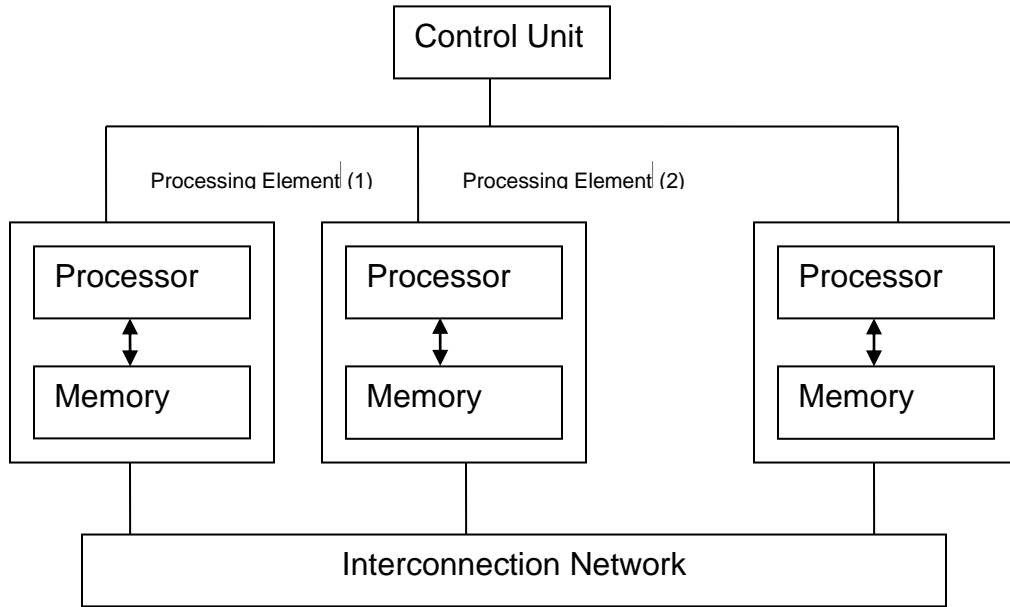 Control Unit
Processing Element (1)
Processing Element (2)
Processor
Memory
Processor
Memory
Processor
Memory
Interconnection Network